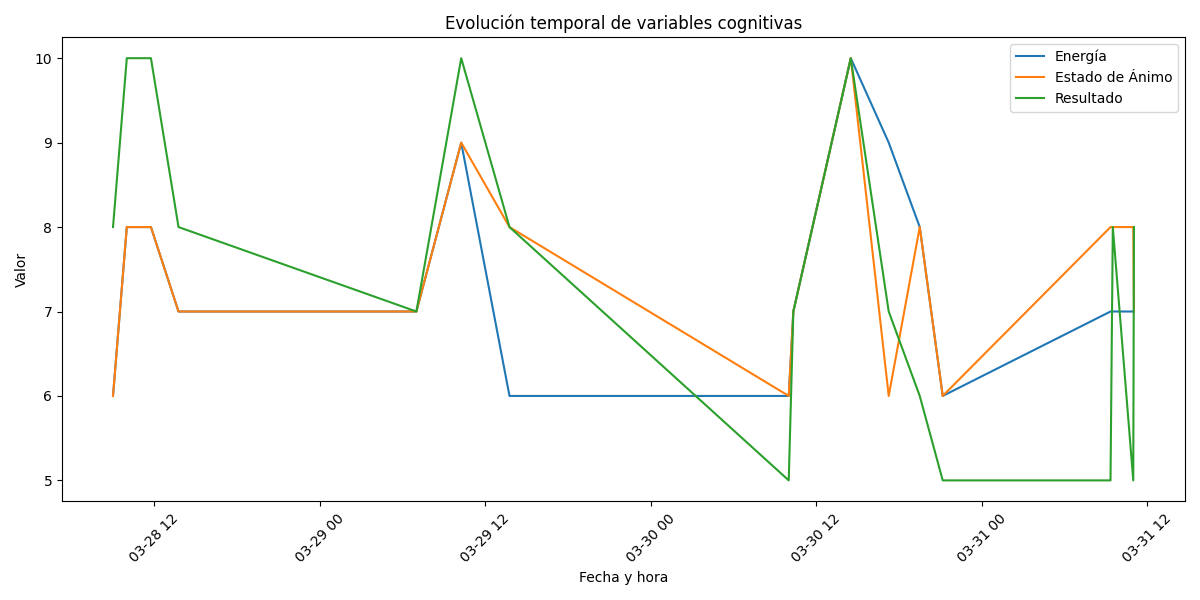 Evolución temporal de variables cognitivas
Energía
Estado de Ánimo
Resultado
10
9
8
7
6
5
Valor
03-28 12
03-29 00
03-29 12
03-30 00
03-30 12
03-31 00
03-31 12
Fecha y hora